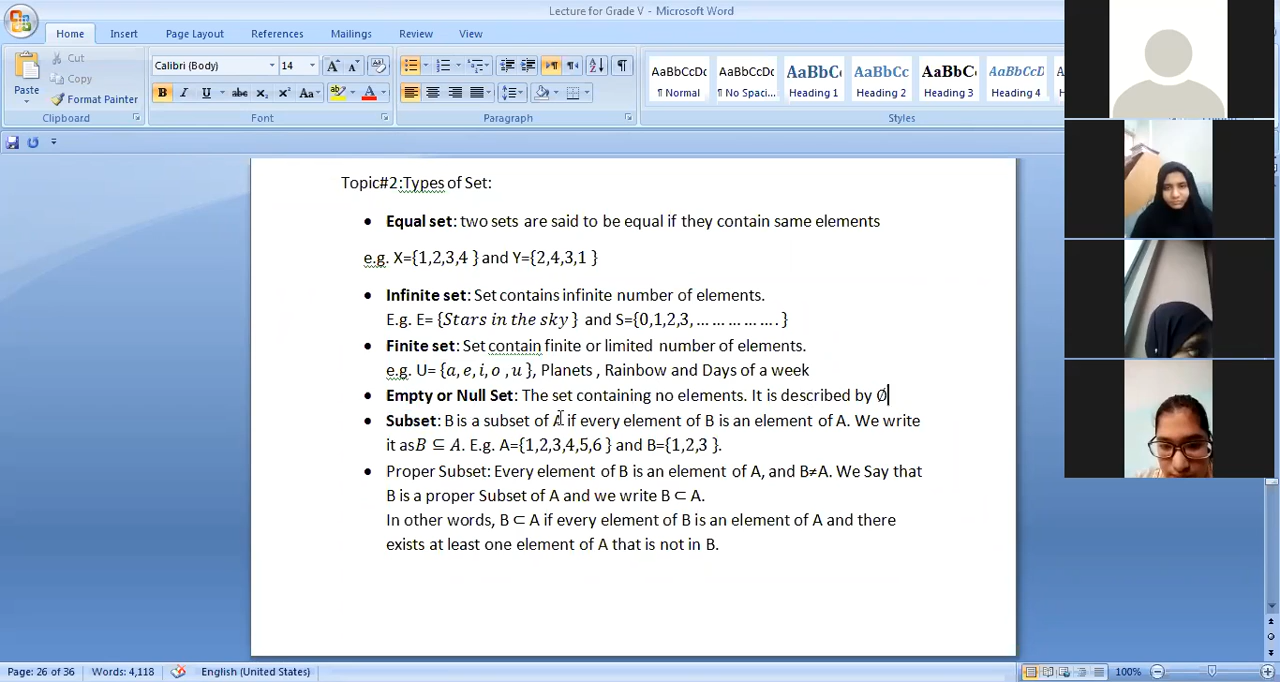 Lecture for Grade V - Microsoft Word
Home Insert Page Layout References Mailings Review View
Cut
Copy
Format Painter
Paste
Calibri (Body) 14
AaBbCcDc AaBbCcDc AaBbC AaBbCc AaBbCc AaBbCc
¶ Normal ¶ No Spaci... Heading 1 Heading 2 Heading 3 Heading 4
Clipboard Font Paragraph Styles
Topic#2:Types of Set:
• Equal set: two sets are said to be equal if they contain same elements
e.g. X={1,2,3,4 } and Y={2,4,3,1 }
• Infinite set: Set contains infinite number of elements.
E.g. E= {Stars in the sky } and S={0,1,2,3, … … … … . }
• Finite set: Set contain finite or limited number of elements.
e.g. U= {a, e, i, o , u }, Planets , Rainbow and Days of a week
• Empty or Null Set: The set containing no elements. It is described by Ø
• Subset: B is a subset of A if every element of B is an element of A. We write
it as B ⊆ A. E.g. A={1,2,3,4,5,6 } and B={1,2,3 }.
• Proper Subset: Every element of B is an element of A, and B≠A. We Say that
B is a proper Subset of A and we write B ⊂ A.
In other words, B ⊂ A if every element of B is an element of A and there
exists at least one element of A that is not in B.
Page: 26 of 36 Words: 4,118 English (United States) 100%